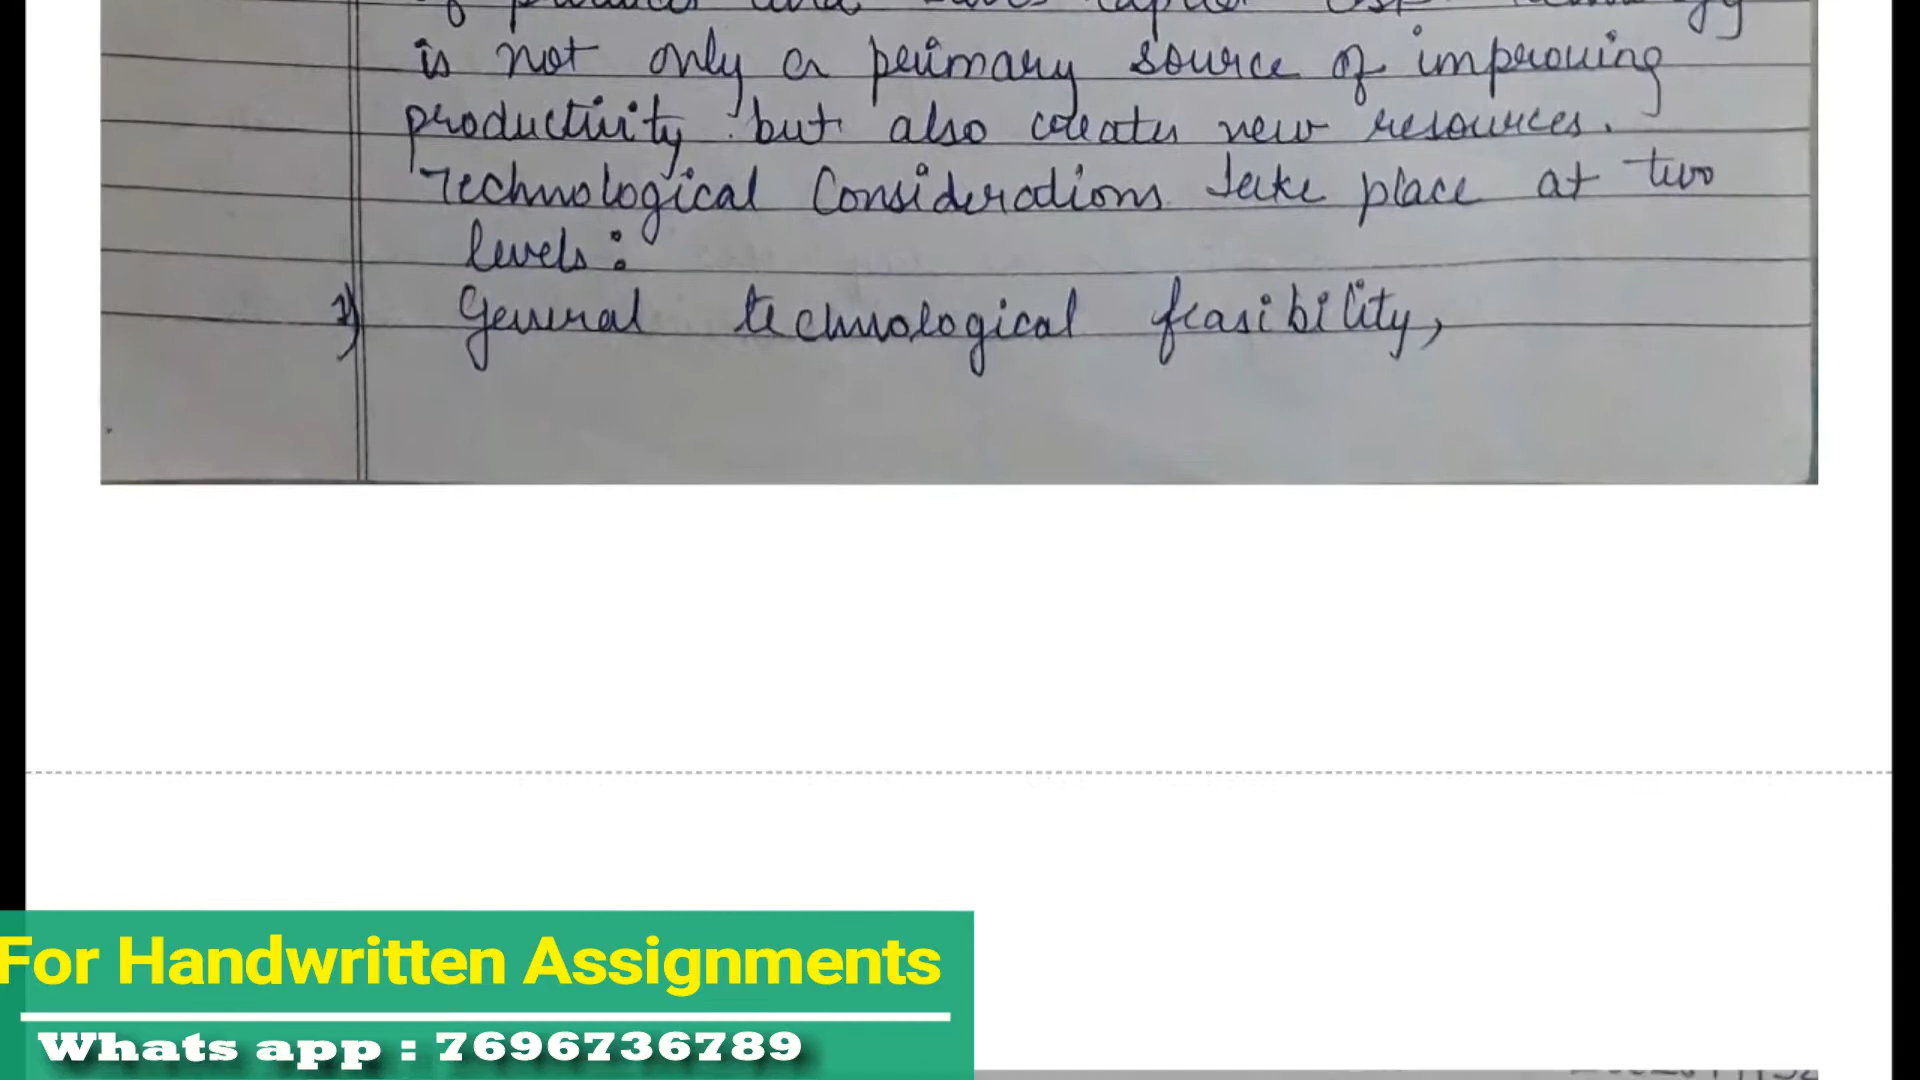 is not only a primary source of improving
productivity but also creates new resources.
Technological Considerations take place at two
levels:
1) General technological feasibility,
For Handwritten Assignments
Whats app : 7696736789